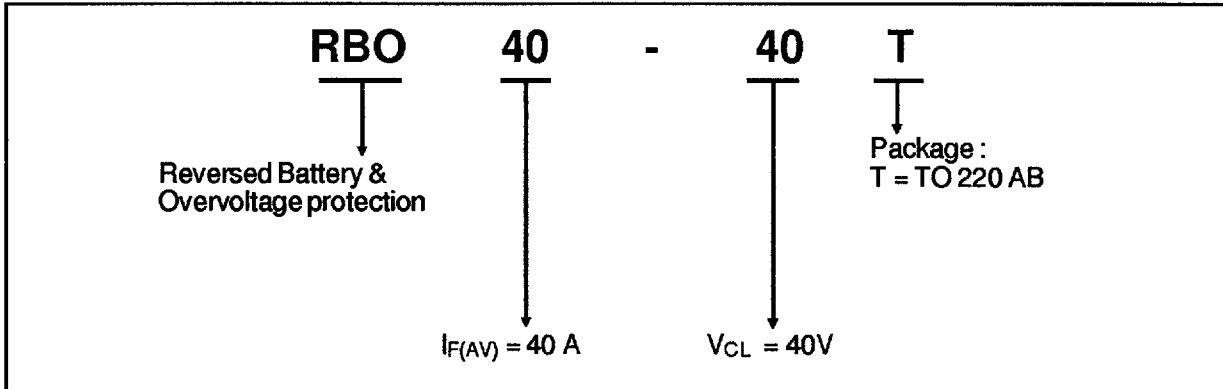 RBO 40 - 40 T
Reversed Battery &
Overvoltage protection
Package :
T = TO 220 AB
IF(AV) = 40 A
VCL = 40V